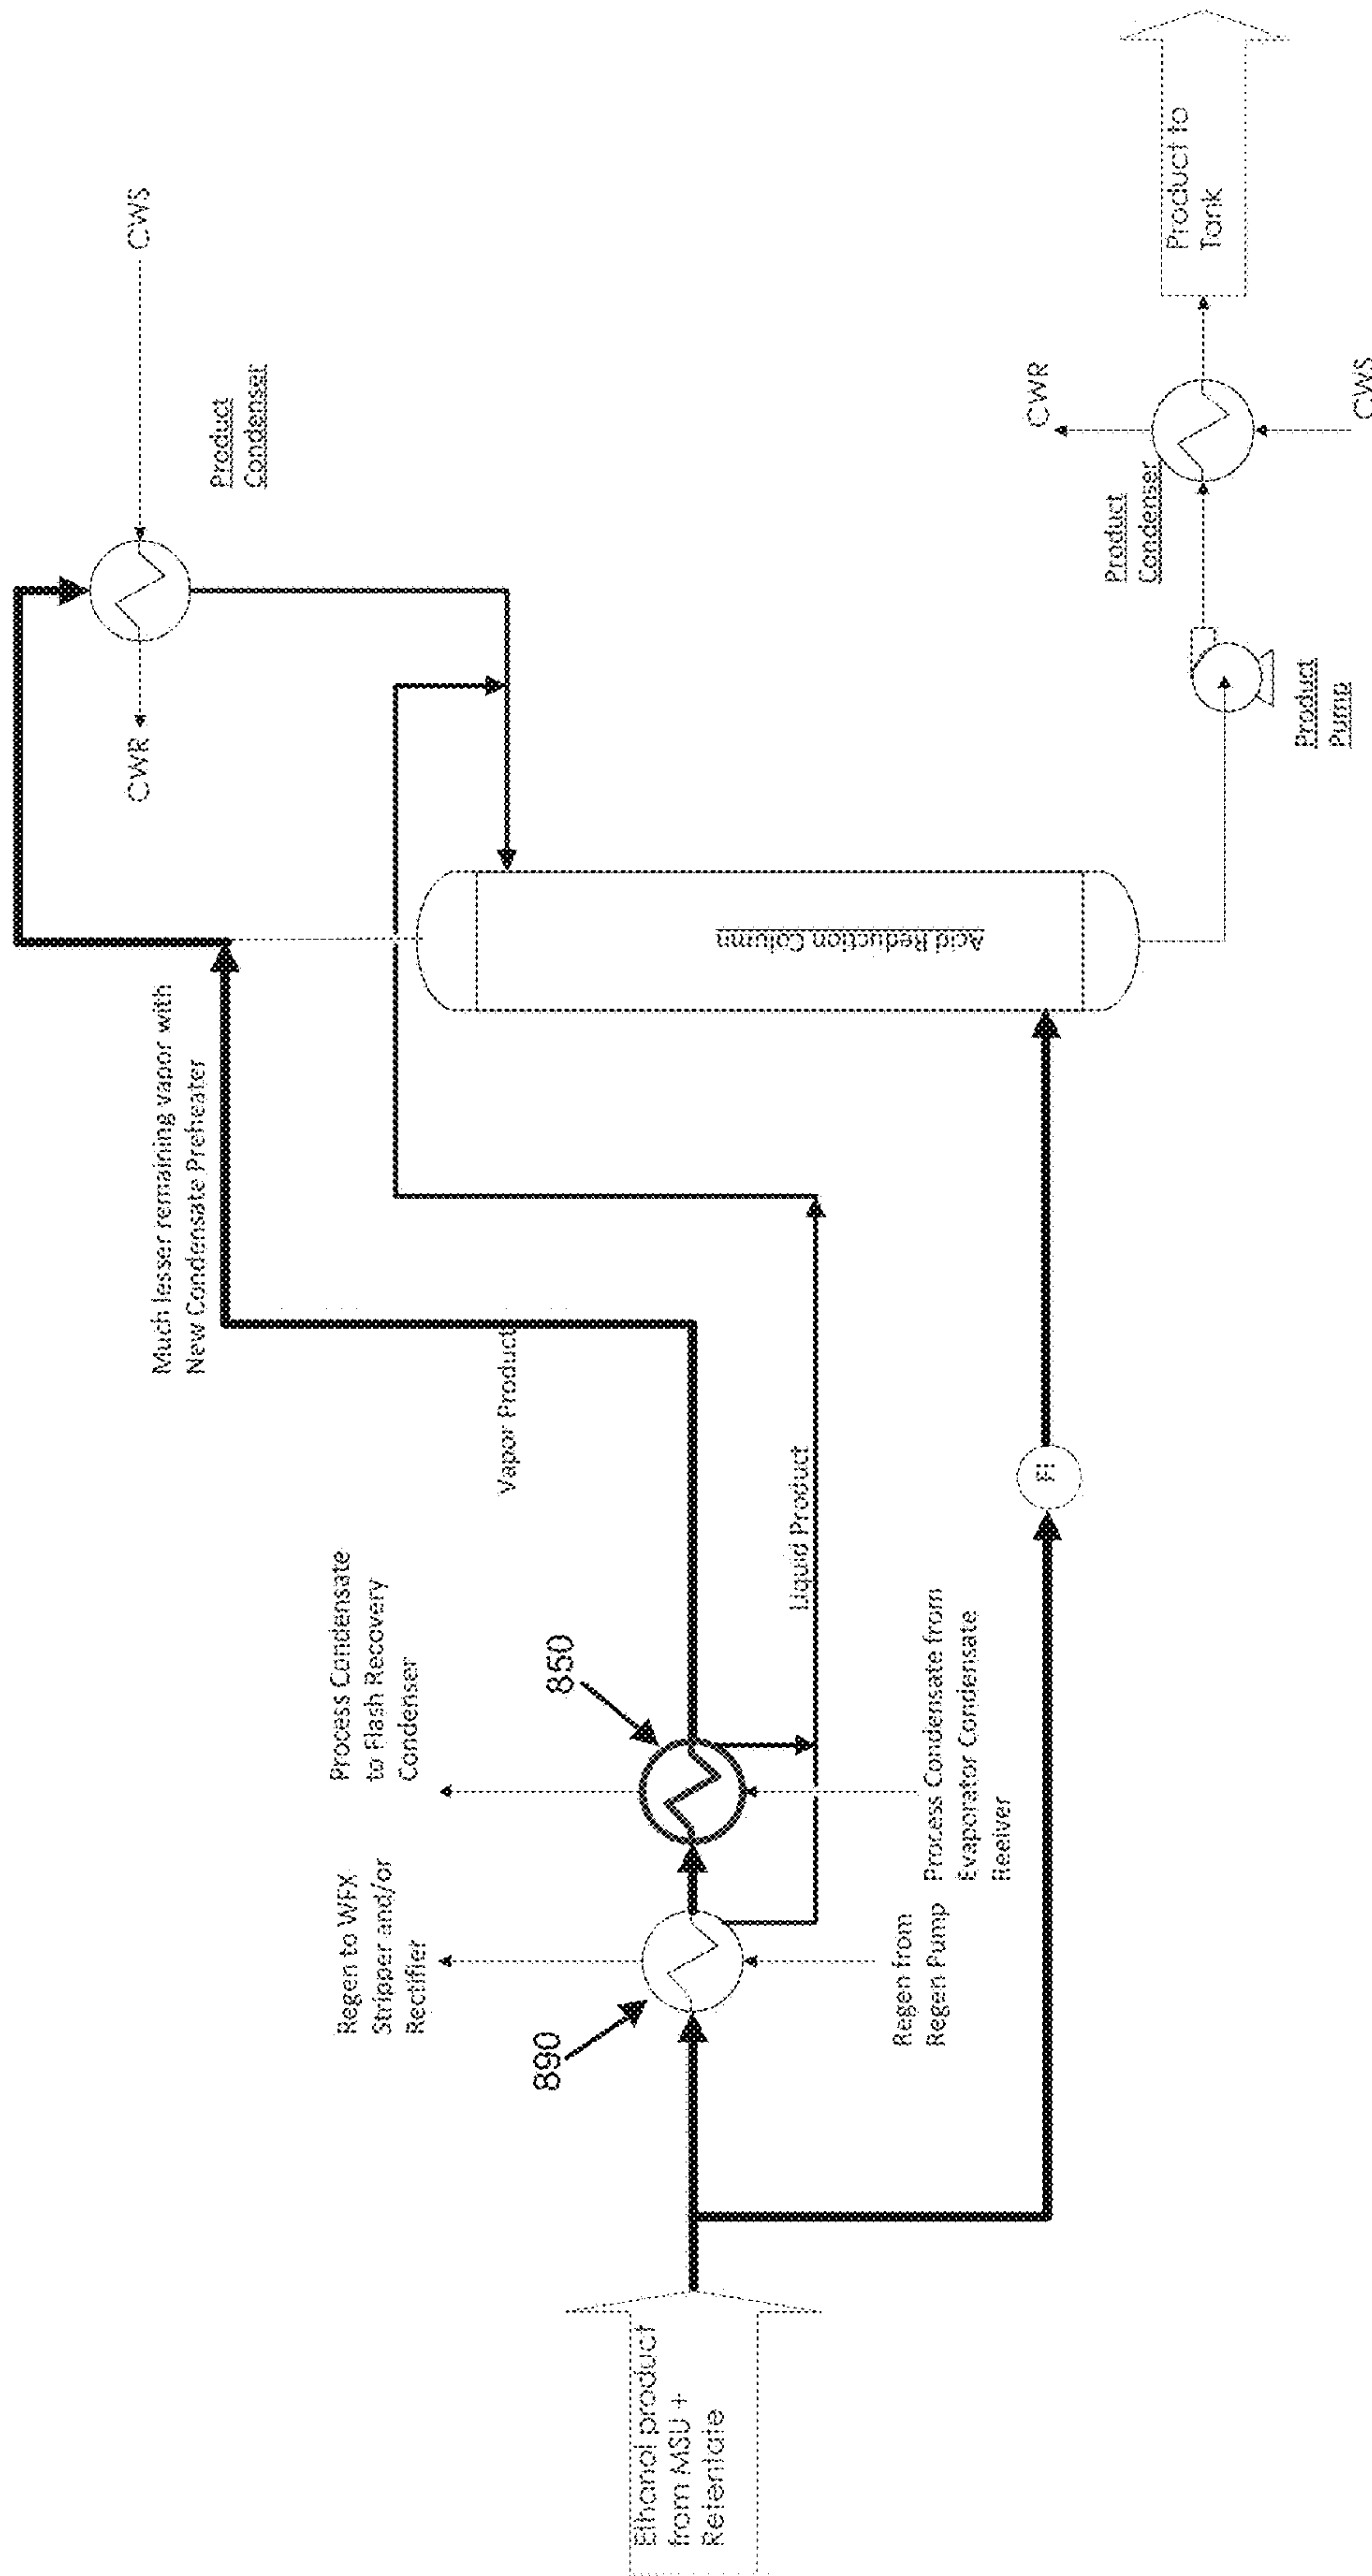 Ethanol product
from MSU +
Retentate
890
Regen to WFX
Stripper and/or
Rectifier
Regen from
Regen Pump
850
Process Condensate
to Flash Recovery
Condenser
Process Condensate from
Evaporator Condensate
Reeiver
Vapor Product
Liquid Product
FI
Much lesser remaining vapor with
New Condensate Preheater
Acid Reduction Column
CWR
CWS
Product
Condenser
Product
Pump
Product
Condenser
CWR
CWS
Product to
Tank